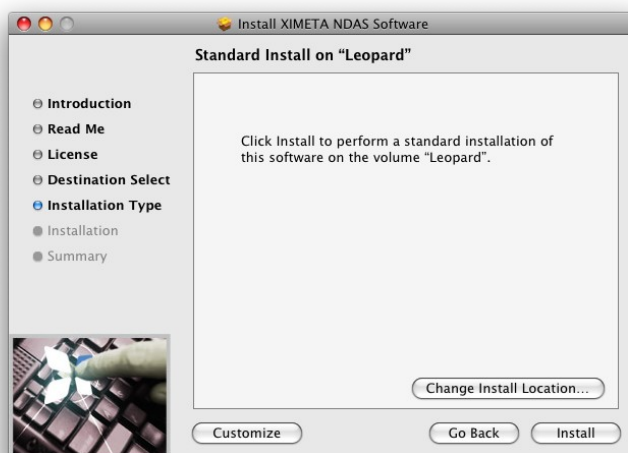 Install XIMETA NDAS Software
Standard Install on “Leopard”
Introduction
Read Me
License
Destination Select
Installation Type
Installation
Summary
Click Install to perform a standard installation of
this software on the volume “Leopard”.
Change Install Location...
Customize
Go Back
Install